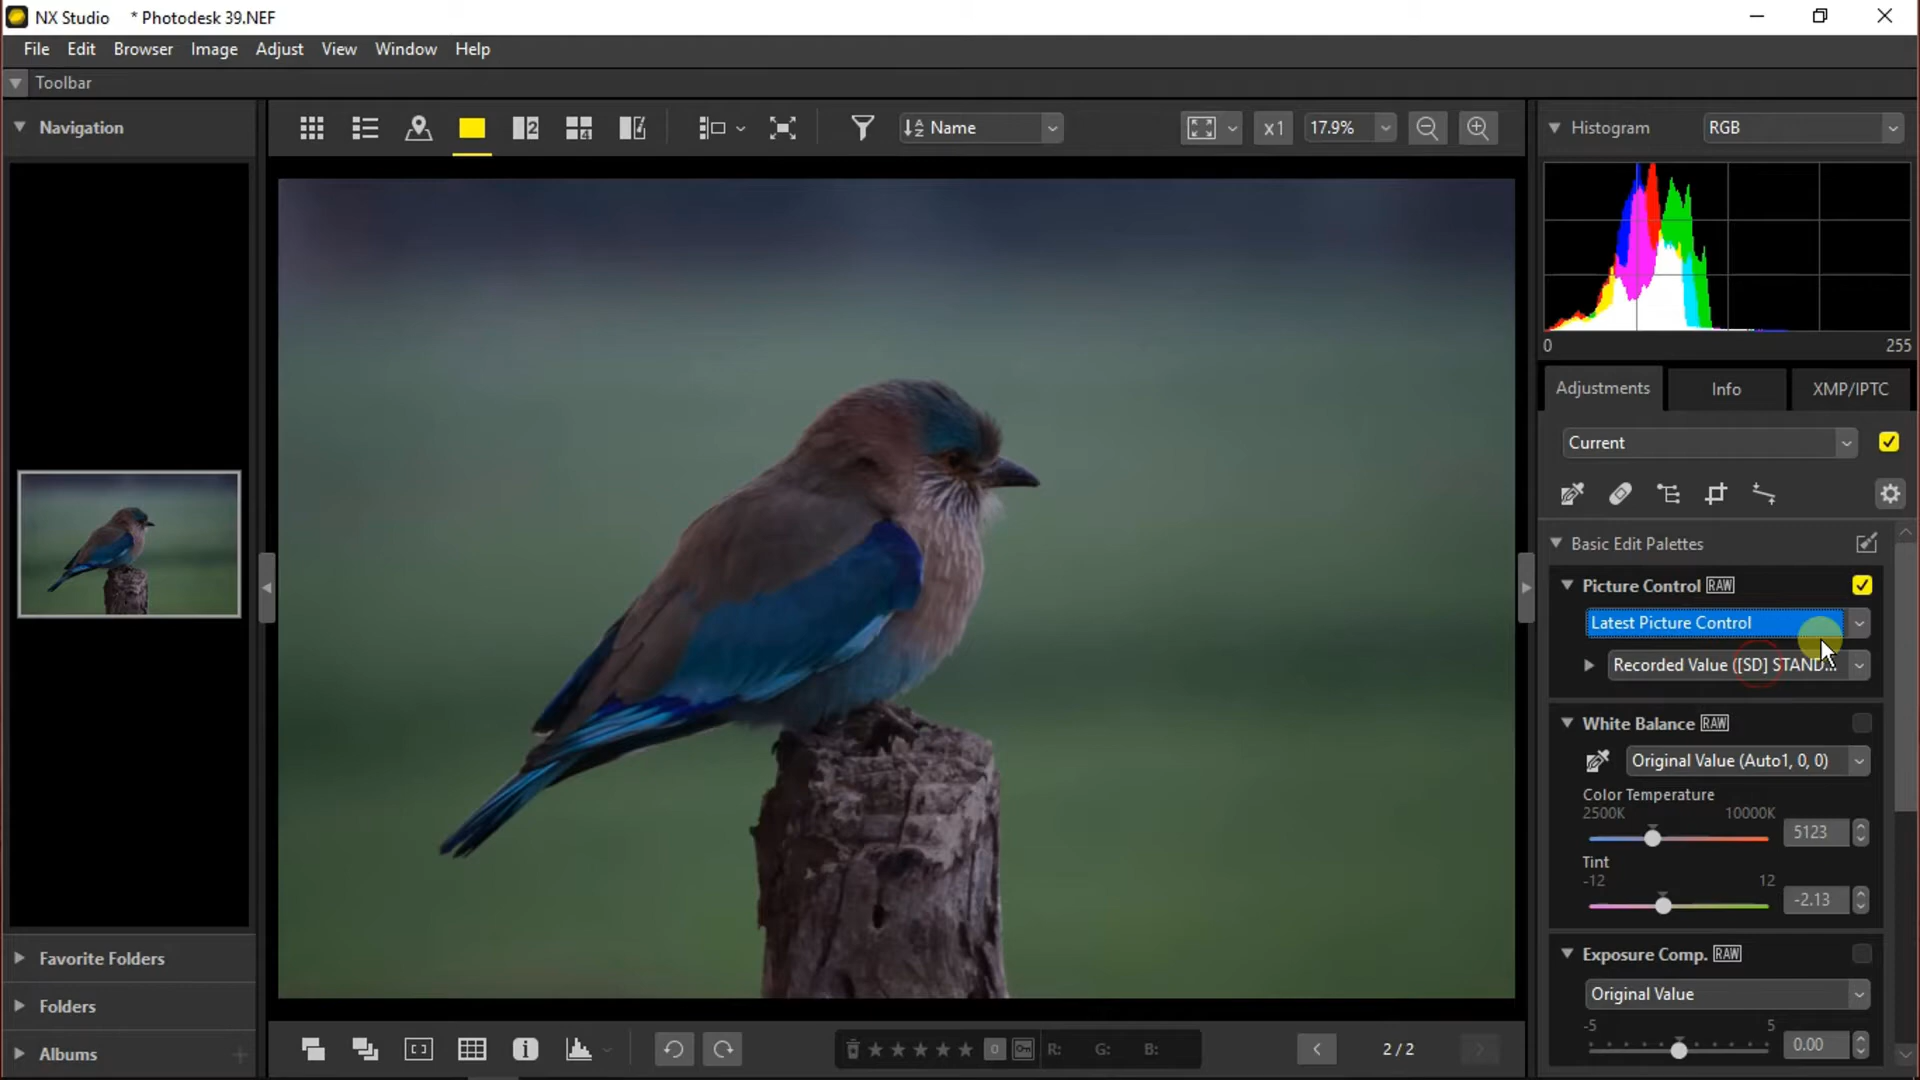 NX Studio * Photodesk 39.NEF
File Edit Browser Image Adjust View Window Help
Toolbar
Navigation
2
4
Name
x1
17.9%
Histogram
RGB
0
255
Adjustments
Info
XMP/IPTC
Current
Basic Edit Palettes
Picture Control RAW
Latest Picture Control
Recorded Value ([SD] STAND...
White Balance RAW
Original Value (Auto1, 0, 0)
Color Temperature
2500K
10000K
5123
Tint
-12
12
-2.13
Exposure Comp. RAW
Original Value
-5
5
0.00
Favorite Folders
Folders
Albums
0
R: G: B:
2 / 2